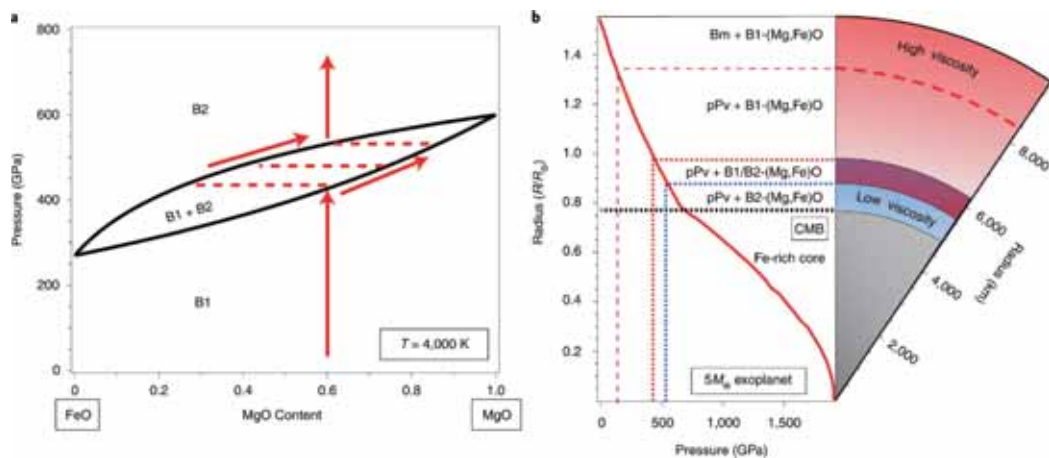 a
800
600
400
200
0
Pressure (GPa)
B2
B1 + B2
B1
T = 4,000 K
0
0.2
0.4
0.6
0.8
1.0
FeO
MgO Content
MgO
b
1.4
1.2
1.0
0.8
0.6
0.4
0.2
Radius (R/R⊕)
Bm + B1-(Mg,Fe)O
pPv + B1-(Mg,Fe)O
pPv + B1/B2-(Mg,Fe)O
pPv + B2-(Mg,Fe)O
CMB
Fe-rich core
5M⊕ exoplanet
0
500
1,000
1,500
Pressure (GPa)
High viscosity
Low viscosity
8,000
6,000
4,000
2,000
Radius (km)